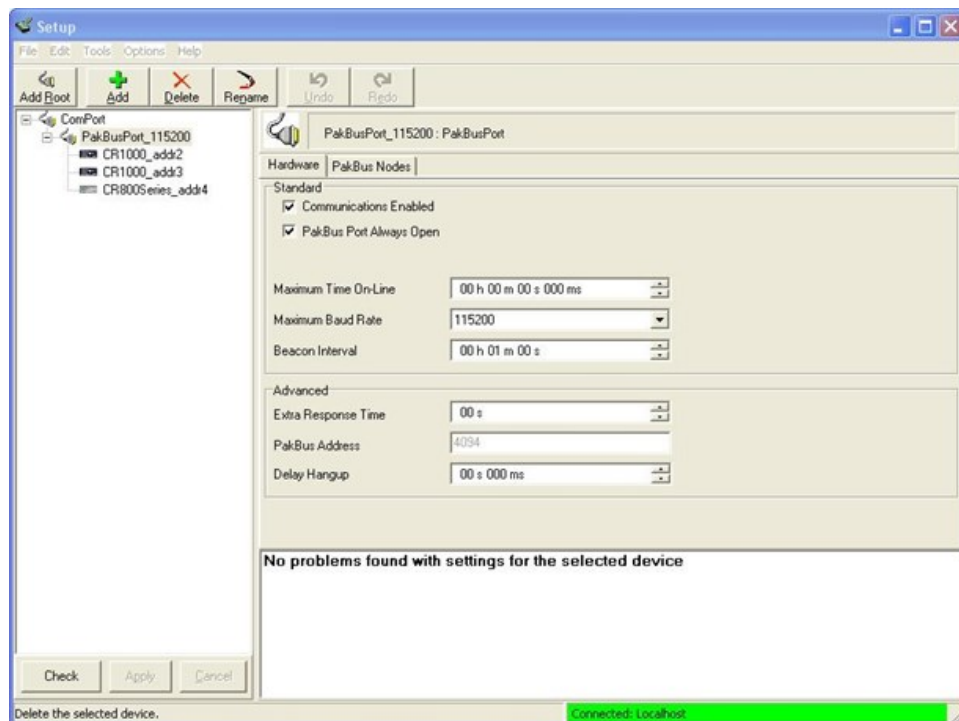 Setup
File Edit Tools Options Help
Add Root Add Delete Rename Undo Redo
ComPort
PakBusPort_115200
CR1000_addr2
CR1000_addr3
CR800Series_addr4
PakBusPort_115200 : PakBusPort
Hardware PakBus Nodes
Standard
Communications Enabled
PakBus Port Always Open
Maximum Time On-Line 00 h 00 m 00 s 000 ms
Maximum Baud Rate 115200
Beacon Interval 00 h 01 m 00 s
Advanced
Extra Response Time 00 s
PakBus Address 4094
Delay Hangup 00 s 000 ms
No problems found with settings for the selected device
Check Apply Cancel
Delete the selected device. Connected: Localhost